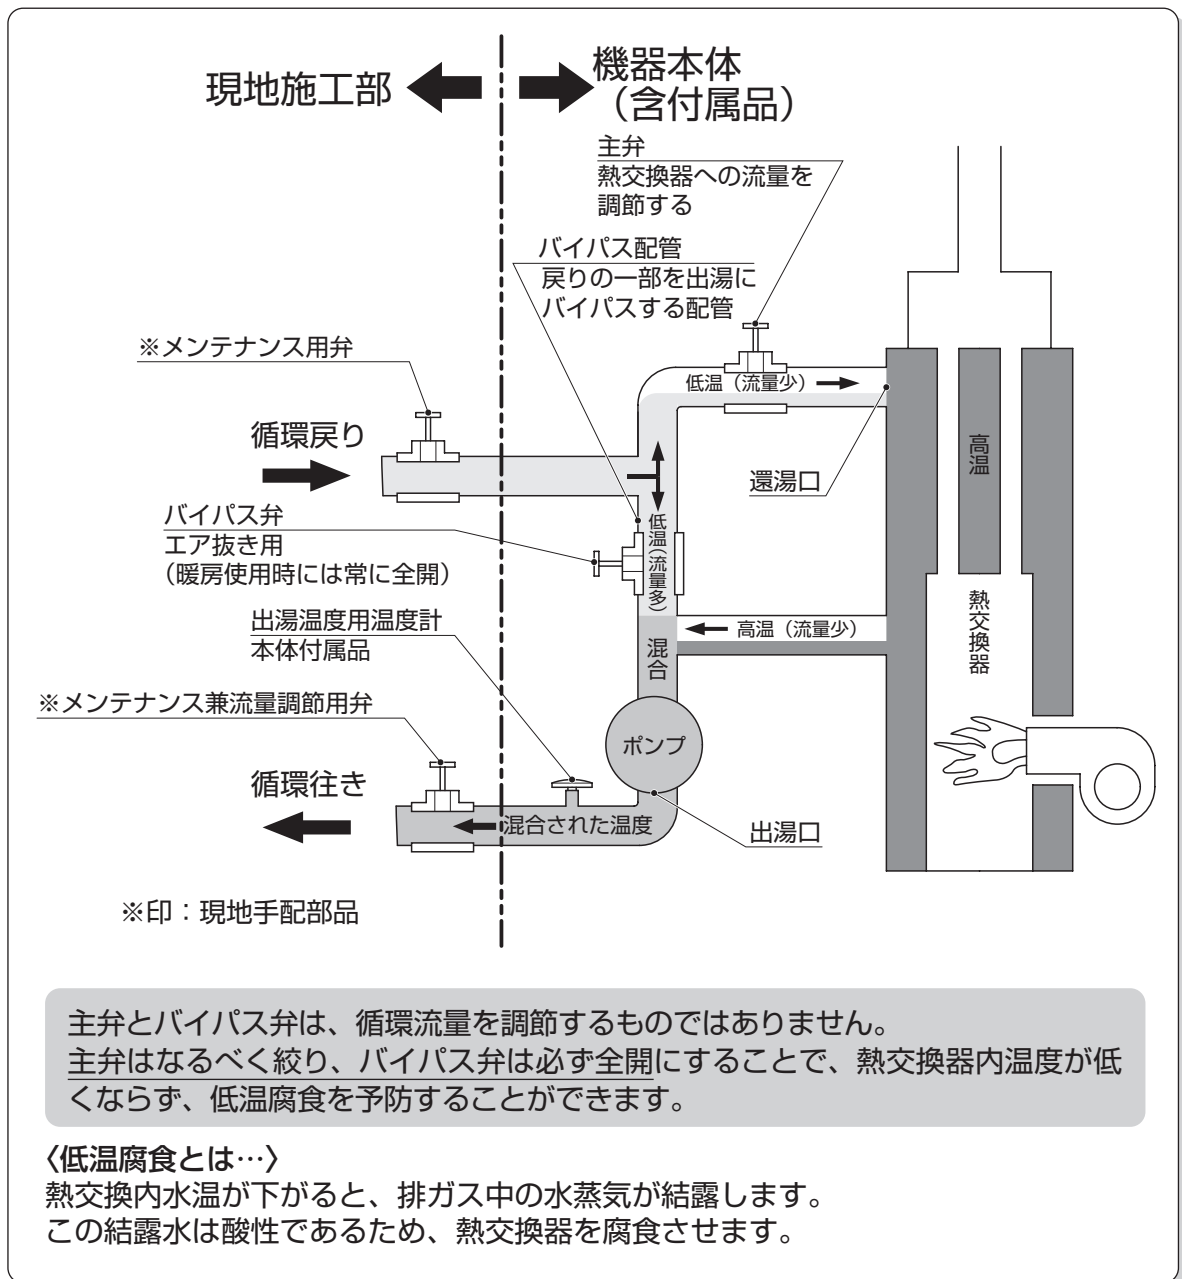 現地施工部
機器本体
（含付属品）
主弁
熱交換器への流量を
調節する
バイパス配管
戻りの一部を出湯に
バイパスする配管
※メンテナンス用弁
低温（流量少）
循環戻り
高温
還湯口
バイパス弁
エア抜き用
（暖房使用時には常に全開）
低温（流量多）
熱交換器
出湯温度用温度計
本体付属品
高温（流量少）
混合
※メンテナンス兼流量調節用弁
ポンプ
循環往き
混合された温度
出湯口
※印：現地手配部品
主弁とバイパス弁は、循環流量を調節するものではありません。
主弁はなるべく絞り、バイパス弁は必ず全開にすることで、熱交換器内温度が低
くならず、低温腐食を予防することができます。
〈低温腐食とは…〉
熱交換内水温が下がると、排ガス中の水蒸気が結露します。
この結露水は酸性であるため、熱交換器を腐食させます。